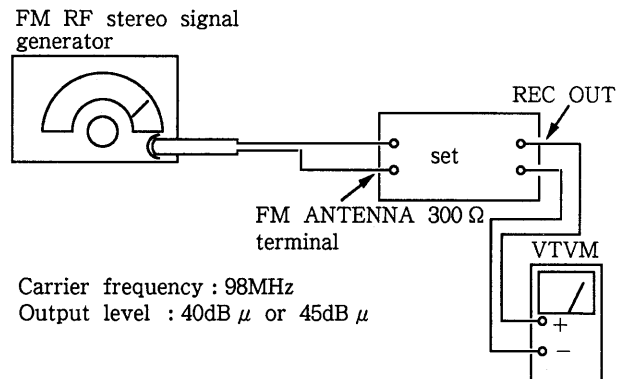 FM RF stereo signal
generator
REC OUT
set
FM ANTENNA 300 Ω
terminal
VTVM
+
−
Carrier frequency : 98MHz
Output level : 40dB μ or 45dB μ